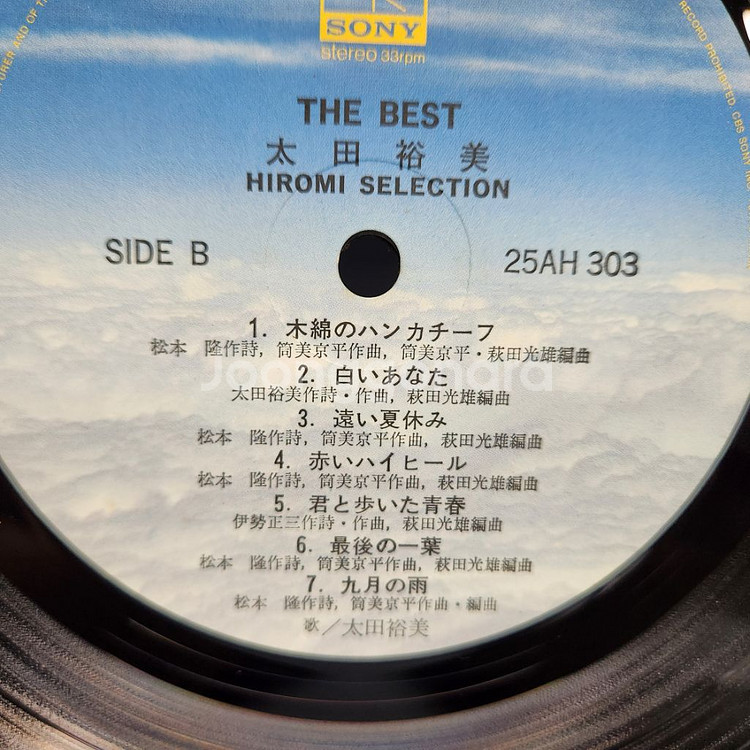 SONY
stereo 33rpm
THE BEST
太田裕美
HIROMI SELECTION
SIDE B
25AH 303
1. 木綿のハンカチーフ
松本 隆作詩, 筒美京平作曲, 筒美京平・萩田光雄編曲
2. 白いあなた
太田裕美作詩・作曲, 萩田光雄編曲
3. 遠い夏休み
松本 隆作詩, 筒美京平作曲, 萩田光雄編曲
4. 赤いハイヒール
松本 隆作詩, 筒美京平作曲, 萩田光雄編曲
5. 君と歩いた青春
伊勢正三作詩・作曲, 萩田光雄編曲
6. 最後の一葉
松本 隆作詩, 筒美京平作曲, 萩田光雄編曲
7. 九月の雨
松本 隆作詩, 筒美京平作曲・編曲
歌/太田裕美
RECORD PROHIBITED. CBS SONY
AND OF
Joonggonara